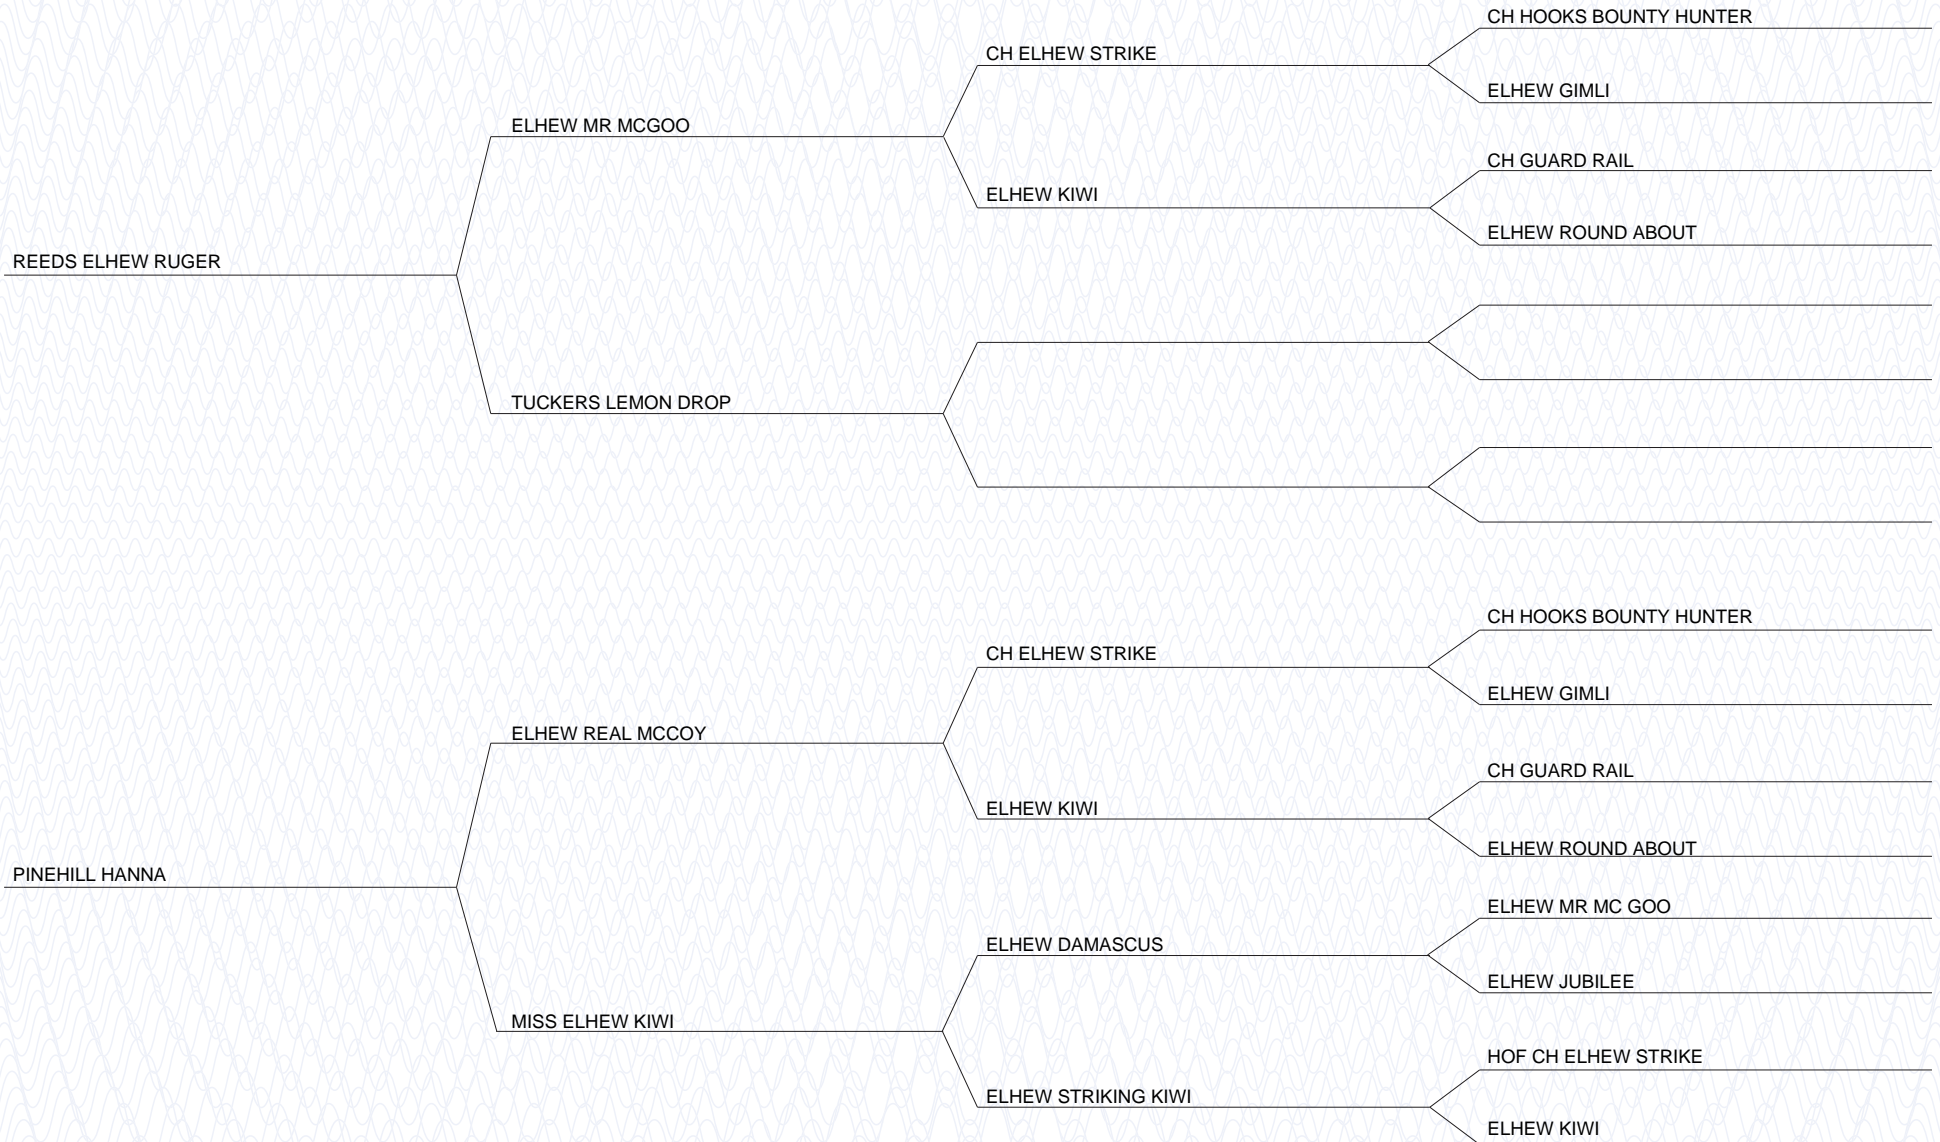 CH HOOKS BOUNTY HUNTER
CH ELHEW STRIKE
ELHEW GIMLI
ELHEW MR MCGOO
CH GUARD RAIL
ELHEW KIWI
ELHEW ROUND ABOUT
REEDS ELHEW RUGER
TUCKERS LEMON DROP
CH HOOKS BOUNTY HUNTER
CH ELHEW STRIKE
ELHEW GIMLI
ELHEW REAL MCCOY
CH GUARD RAIL
ELHEW KIWI
ELHEW ROUND ABOUT
PINEHILL HANNA
ELHEW MR MC GOO
ELHEW DAMASCUS
ELHEW JUBILEE
MISS ELHEW KIWI
HOF CH ELHEW STRIKE
ELHEW STRIKING KIWI
ELHEW KIWI